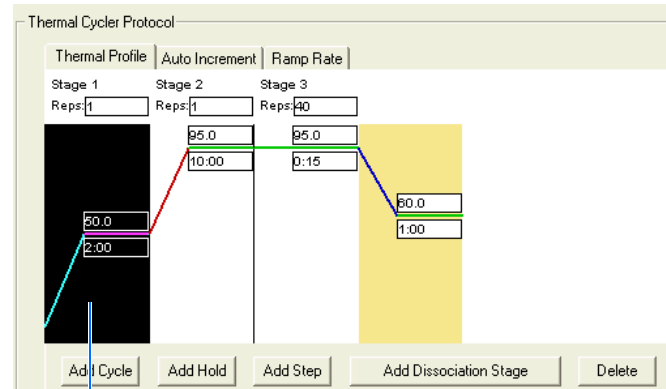 Thermal Cycler Protocol
Thermal Profile Auto Increment Ramp Rate
Stage 1 Stage 2 Stage 3
Reps:1 Reps:1 Reps:40
95.0 95.0
10:00 0:15
60.0
50.0
1:00
2:00
Add Cycle Add Hold Add Step Add Dissociation Stage Delete